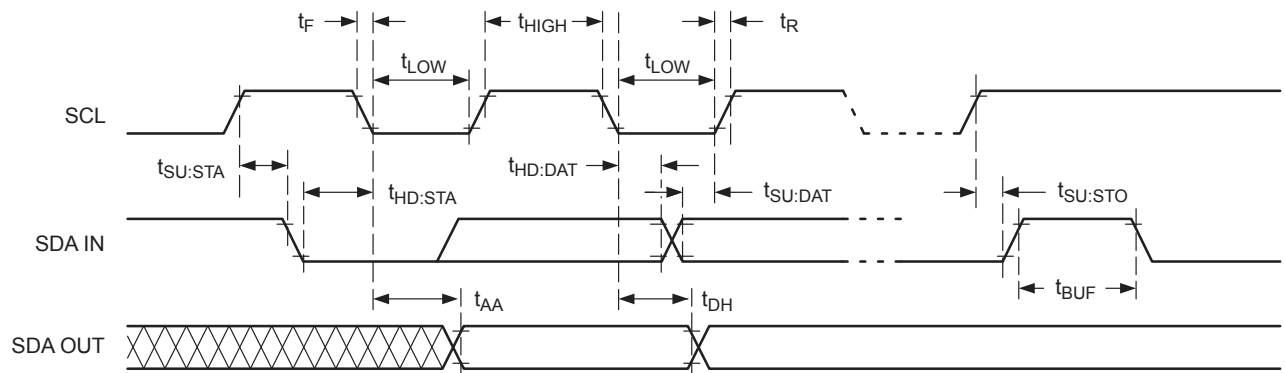 tF
tHIGH
tR
tLOW
tLOW
SCL
tSU:STA
tHD:STA
tHD:DAT
tSU:DAT
tSU:STO
SDA IN
tBUF
tAA
tDH
SDA OUT